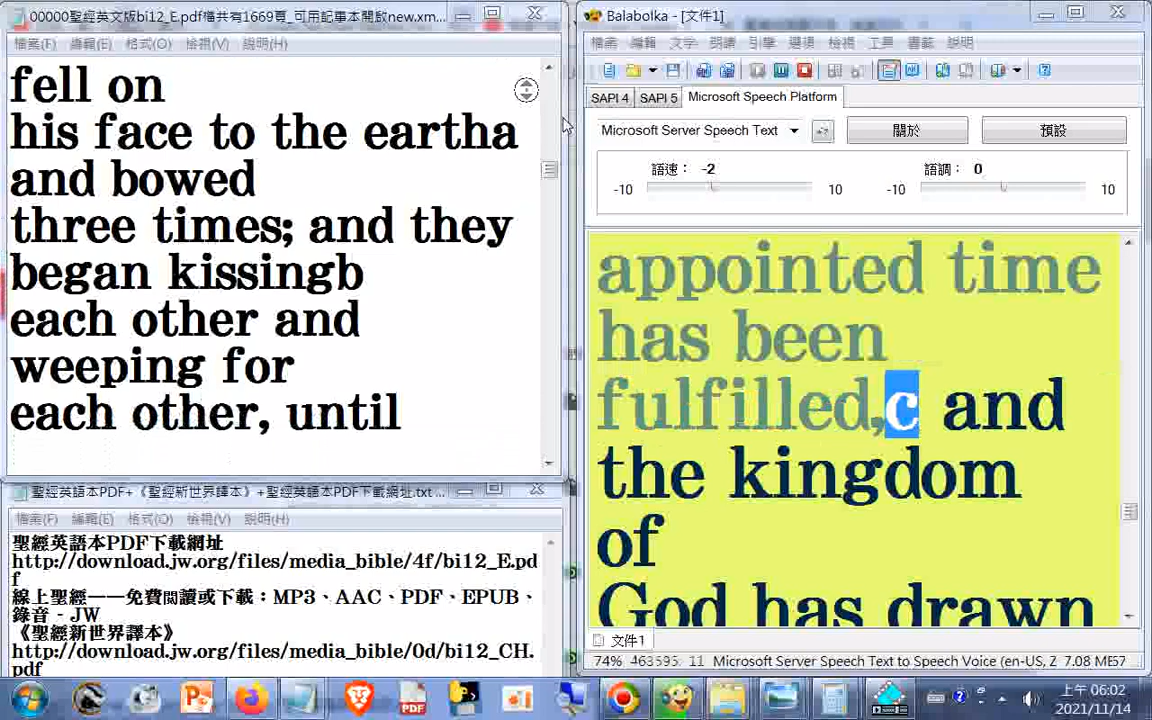 00000聖經英文版bi12_E.pdf檔共有1669頁_可用記事本開啟new.xm...
檔案(F) 編輯(E) 格式(O) 檢視(V) 說明(H)
fell on
his face to the eartha
and bowed
three times; and they
began kissingb
each other and
weeping for
each other, until
聖經英語本PDF+《聖經新世界譯本》+聖經英語本PDF下載網址.txt ...
檔案(F) 編輯(E) 格式(O) 檢視(V) 說明(H)
聖經英語本PDF下載網址
http://download.jw.org/files/media_bible/4f/bi12_E.pd
f
線上聖經——免費閱讀或下載：MP3、AAC、PDF、EPUB、
錄音 - JW
《聖經新世界譯本》
http://download.jw.org/files/media_bible/0d/bi12_CH.
pdf
Balabolka - [文件1]
檔案 編輯 文字 朗讀 引擎 選項 檢視 工具 書籤 說明
SAPI 4 SAPI 5 Microsoft Speech Platform
Microsoft Server Speech Text 關於 預設
語速： -2 語調： 0
-10 10 -10 10
appointed time
has been
fulfilled,c and
the kingdom
of
God has drawn
文件1
74% 463595, 11 Microsoft Server Speech Text to Speech Voice (en-US, Z 7.08 ME57
上午 06:02
2021/11/14